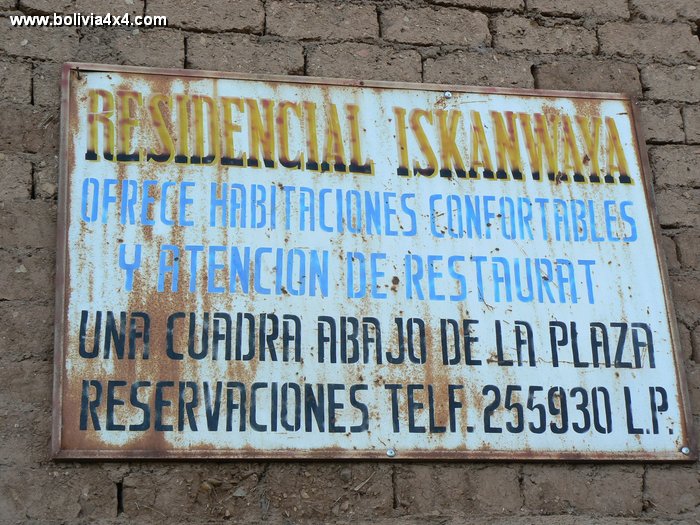 www.bolivia4x4.com
RESIDENCIAL ISKANWAYA
OFRECE HABITACIONES CONFORTABLES
Y ATENCION DE RESTAURAT
UNA CUADRA ABAJO DE LA PLAZA
RESERVACIONES TELF. 255930 L.P.